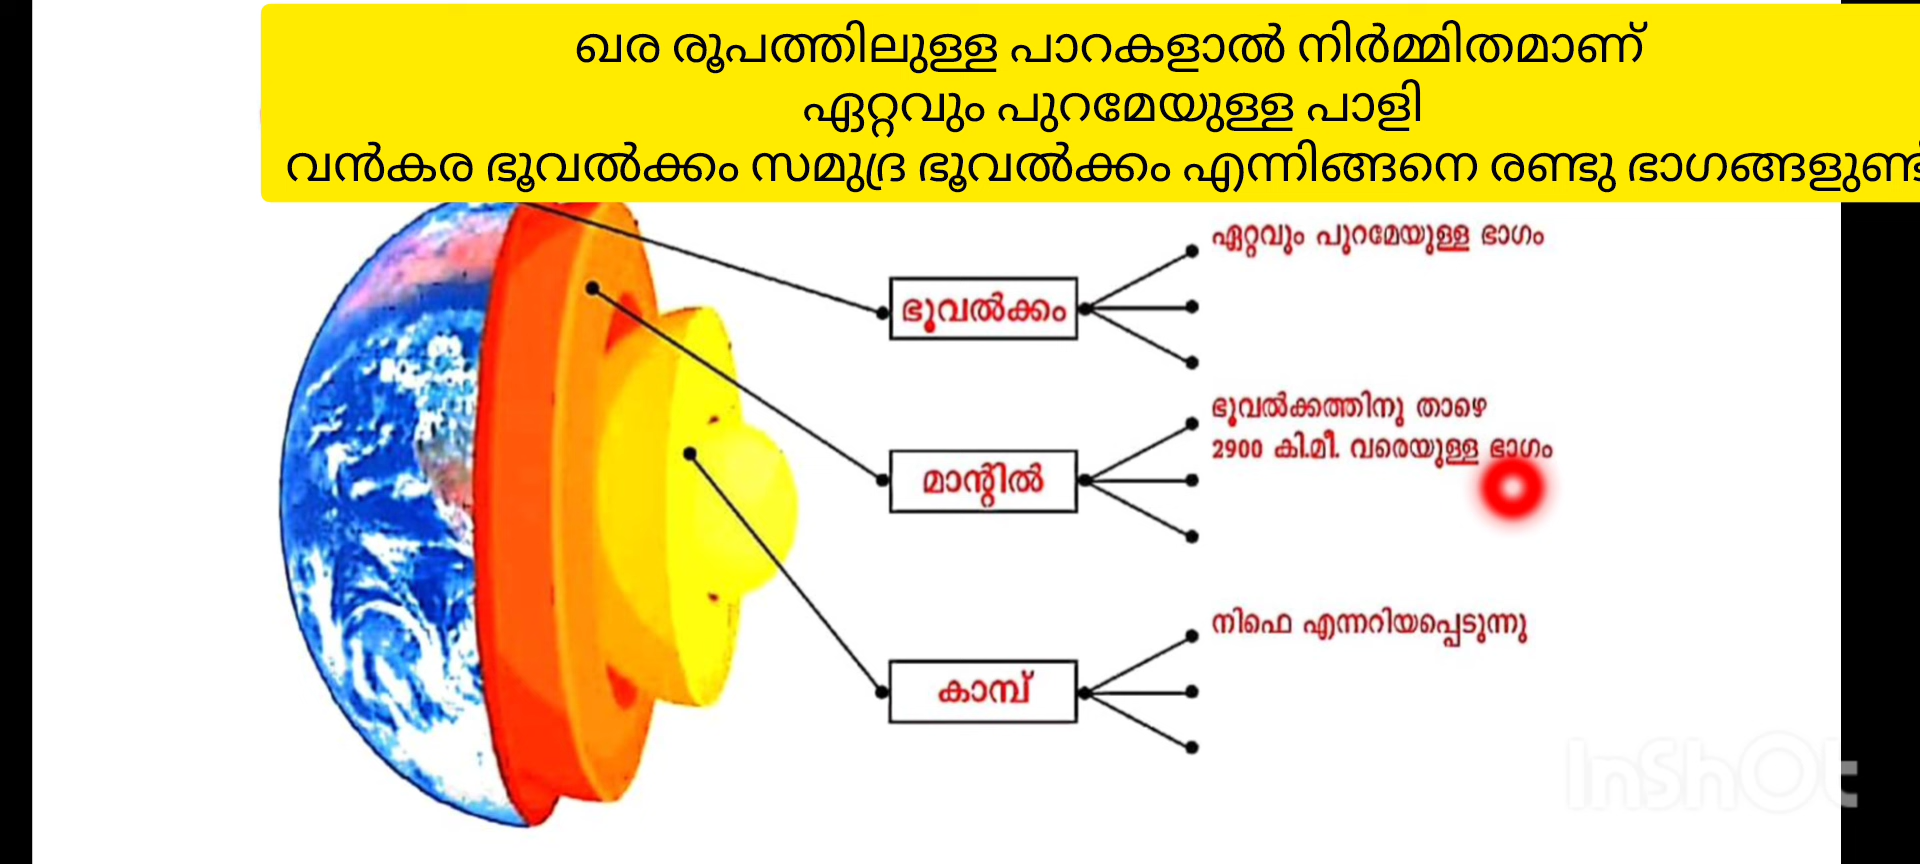 ഖര രൂപത്തിലുള്ള പാറകളാൽ നിർമ്മിതമാണ്
ഏറ്റവും പുറമേയുള്ള പാളി
വൻകര ഭൂവൽക്കം സമുദ്ര ഭൂവൽക്കം എന്നിങ്ങനെ രണ്ടു ഭാഗങ്ങളുണ്ട്
ഏറ്റവും പുറമേയുള്ള ഭാഗം
ഭൂവൽക്കം
ഭൂവൽക്കത്തിനു താഴെ
2900 കി.മീ. വരെയുള്ള ഭാഗം
മാന്റിൽ
നിഫെ എന്നറിയപ്പെടുന്നു
കാമ്പ്
InShOt